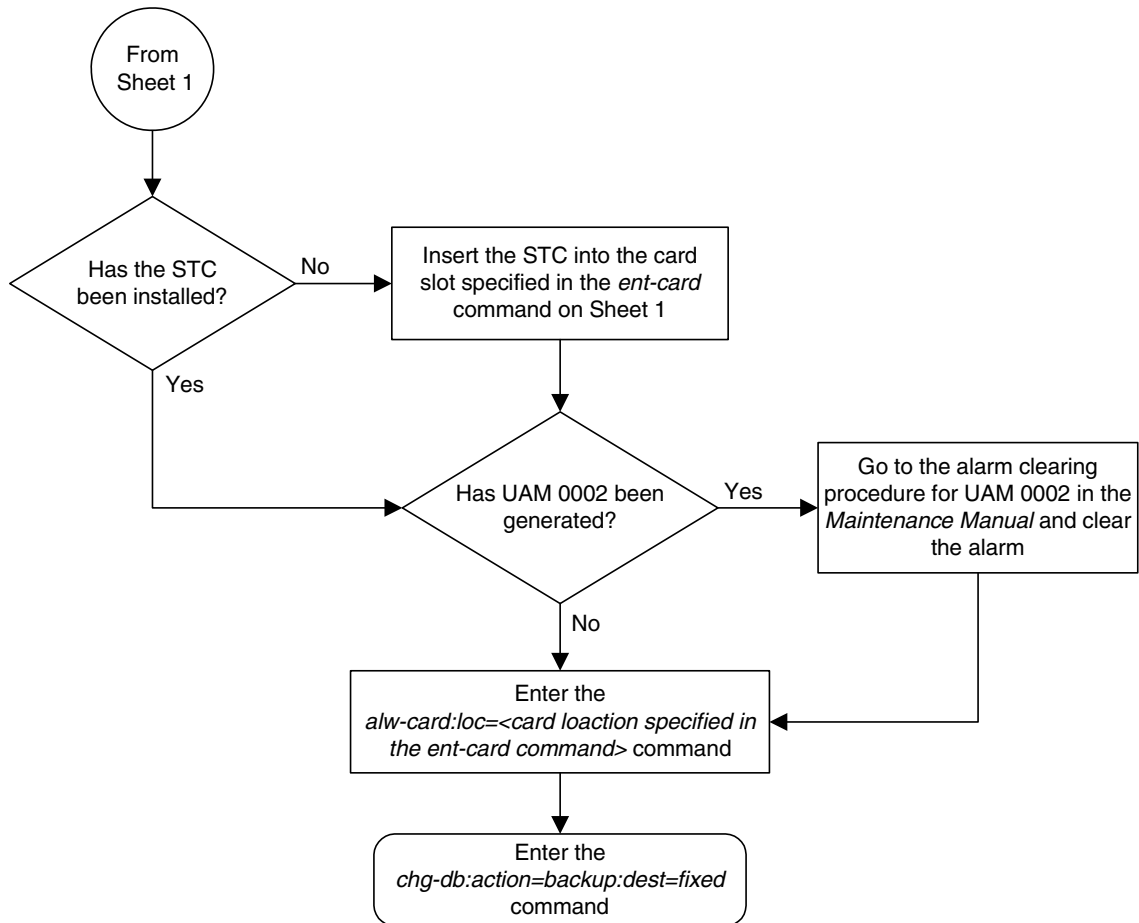 From
Sheet 1
Has the STC
been installed?
No
Insert the STC into the card
slot specified in the ent-card
command on Sheet 1
Yes
Has UAM 0002 been
generated?
Yes
Go to the alarm clearing
procedure for UAM 0002 in the
Maintenance Manual and clear
the alarm
No
Enter the
alw-card:loc=<card loaction specified in
the ent-card command> command
Enter the
chg-db:action=backup:dest=fixed
command